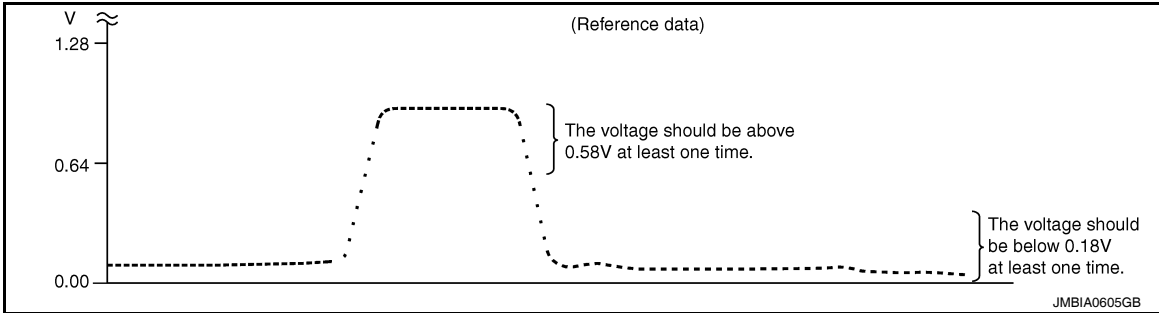 V
(Reference data)
1.28
The voltage should be above
0.58V at least one time.
0.64
The voltage should
be below 0.18V
at least one time.
0.00
JMBIA0605GB